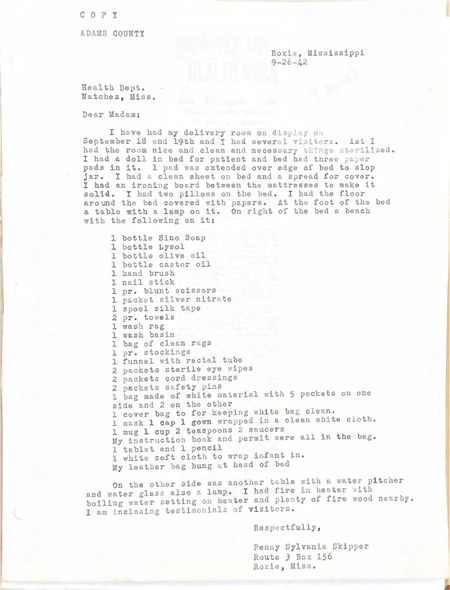 C O P Y
ADAMS COUNTY
Roxie, Mississippi
9-26-42
Health Dept.
Natchez, Miss.
Dear Madam:
I have had my delivery room on display on
September 18 and 19th and I had several visitors. 1st I
had the room nice and clean and necessary things sterilized.
I had a doll in bed for patient and bed had three paper
pads in it. 1 pad was extended over edge of bed to slop
jar. I had a clean sheet on bed and a spread for cover.
I had an ironing board between the mattresses to make it
solid. I had two pillows on the bed. I had the floor
around the bed covered with papers. At the foot of the bed
a table with a lamp on it. On right of the bed a bench
with the following on it:
1 bottle Sino Soap
1 bottle Lysol
1 bottle olive oil
1 bottle castor oil
1 hand brush
1 nail stick
1 pr. blunt scissors
1 packet silver nitrate
1 spool silk tape
2 pr. towels
1 wash rag
1 wash basin
1 bag of clean rags
1 pr. stockings
1 funnel with rectal tube
2 packets sterile eye wipes
2 packets cord dressings
2 packets safety pins
1 bag made of white material with 5 pockets on one
side and 2 on the other
1 cover bag to for keeping white bag clean.
1 mask 1 cap 1 gown wrapped in a clean white cloth.
1 mug 1 cup 2 teaspoons 2 saucers
My instruction book and permit were all in the bag.
1 tablet and 1 pencil
1 white soft cloth to wrap infant in.
My leather bag hung at head of bed
On the other side was another table with a water pitcher
and water glass also a lamp. I had fire in heater with
boiling water setting on heater and plenty of fire wood nearby.
I am inclosing testimonials of visitors.
Respectfully,
Penny Sylvania Skipper
Route 3 Box 156
Roxie, Miss.